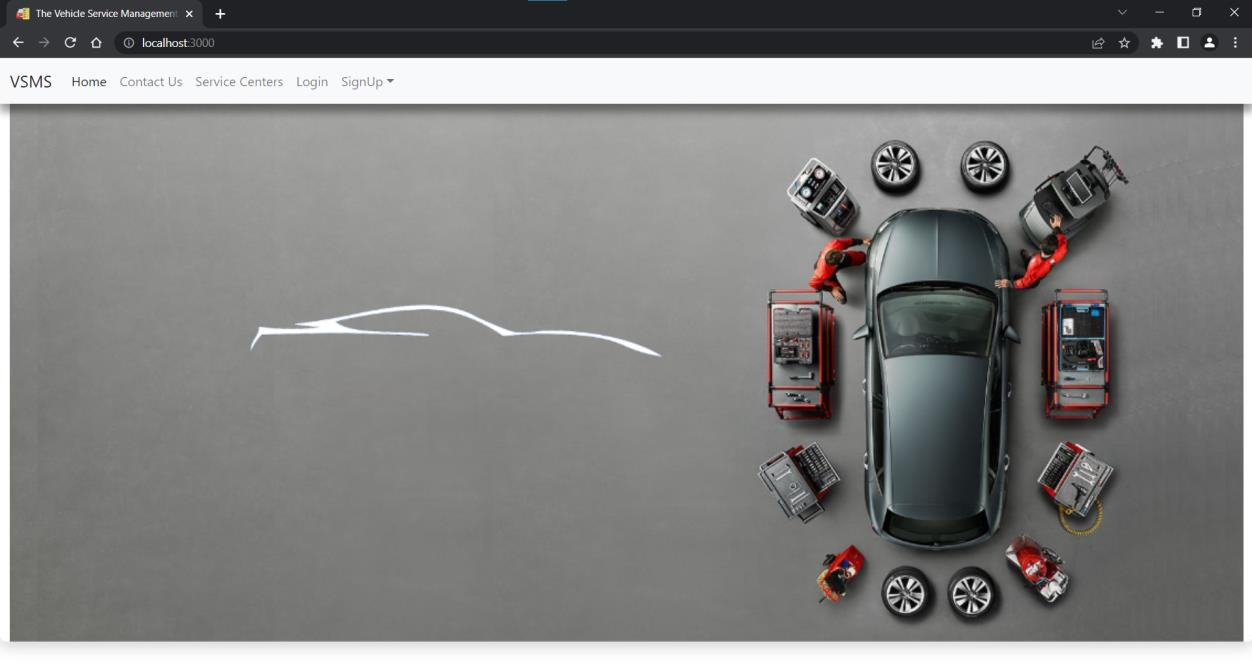 The Vehicle Service Management
localhost:3000
VSMS Home Contact Us Service Centers Login SignUp